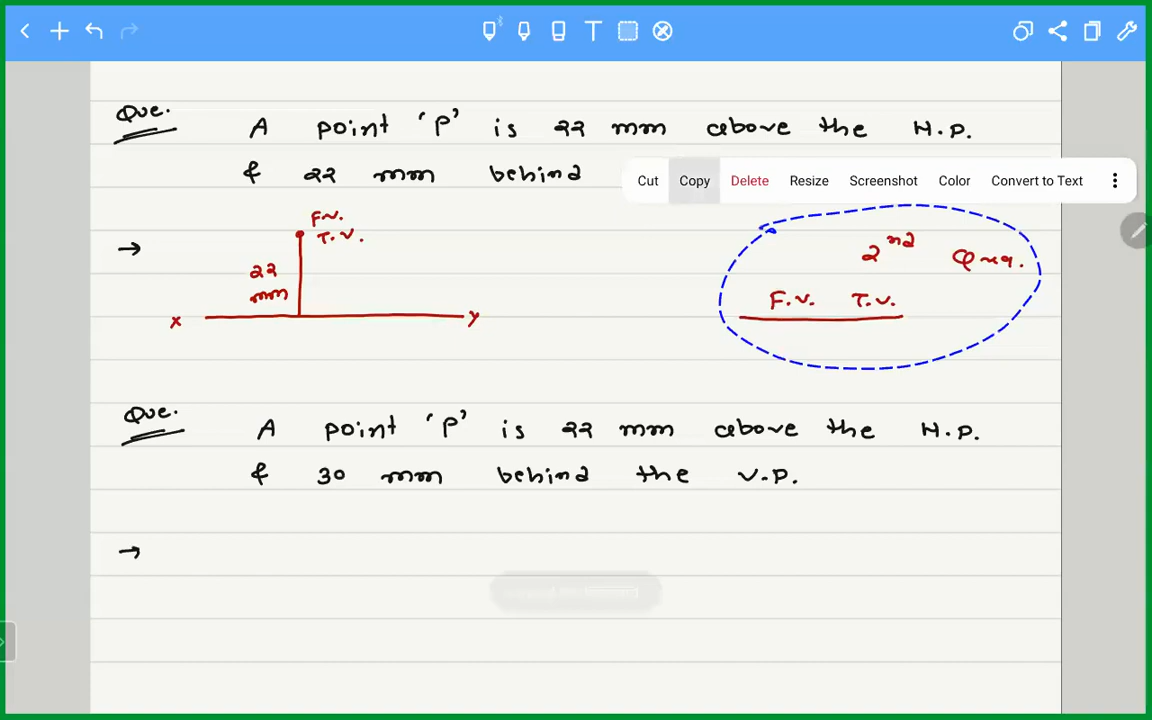 T
Que. A point 'P' is 22 mm above the H.P.
& 22 mm behind
Cut Copy Delete Resize Screenshot Color Convert to Text
→ F.V.
T.V.
22
mm
x y
2nd Qua.
F.V. T.V.
Que. A point 'P' is 22 mm above the H.P.
& 30 mm behind the V.P.
→